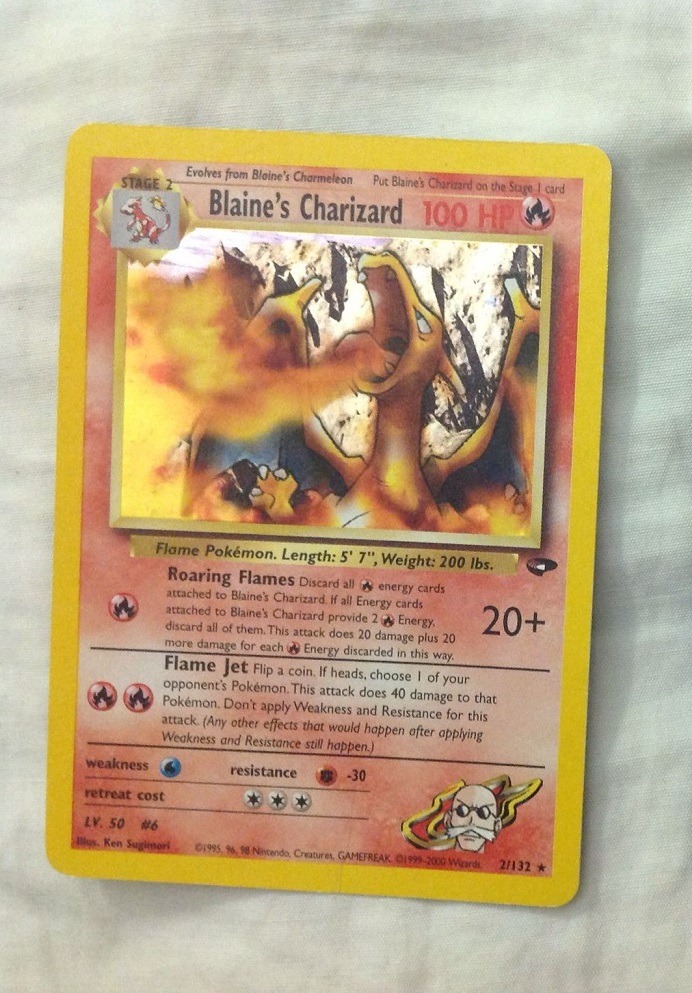 Evolves from Blaine's Charmeleon Put Blaine's Charizard on the Stage 1 card
STAGE 2
Blaine's Charizard 100 HP
Flame Pokémon. Length: 5' 7", Weight: 200 lbs.
Roaring Flames Discard all energy cards
attached to Blaine's Charizard. If all Energy cards
attached to Blaine's Charizard provide 2 Energy,
discard all of them. This attack does 20 damage plus 20
more damage for each Energy discarded in this way.
20+
Flame Jet Flip a coin. If heads, choose 1 of your
opponent's Pokémon. This attack does 40 damage to that
Pokémon. Don't apply Weakness and Resistance for this
attack. (Any other effects that would happen after applying
Weakness and Resistance still happen.)
weakness resistance -30
retreat cost
LV. 50 #6
Illus. Ken Sugimori ©1995, 96, 98 Nintendo, Creatures, GAMEFREAK. ©1999-2000 Wizards. 2/132 ★